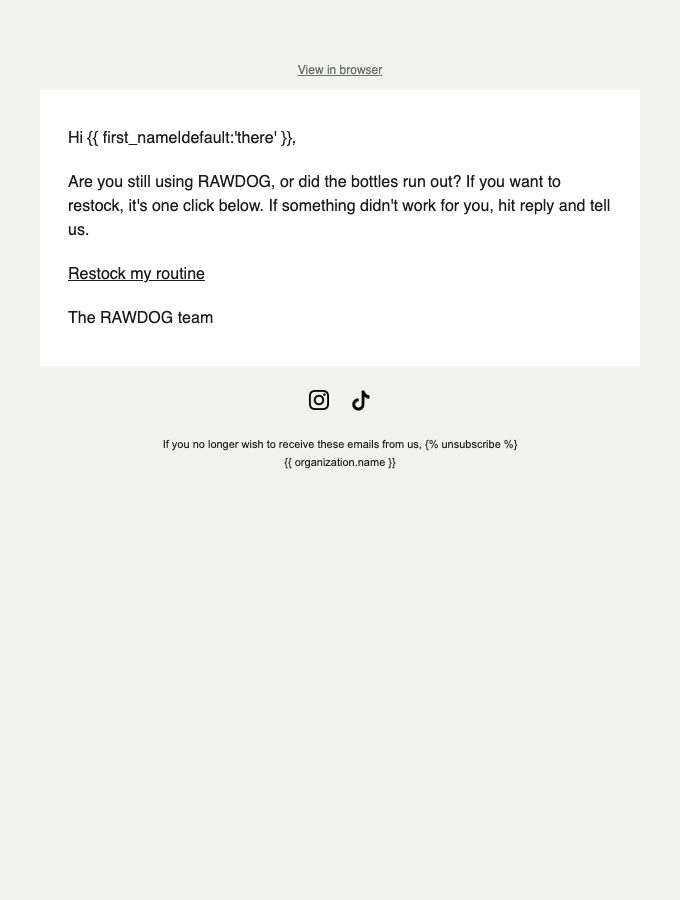 View in browser
Hi {{ first_name|default:'there' }},
Are you still using RAWDOG, or did the bottles run out? If you want to
restock, it's one click below. If something didn't work for you, hit reply and tell
us.
Restock my routine
The RAWDOG team
If you no longer wish to receive these emails from us, {% unsubscribe %}
{{ organization.name }}